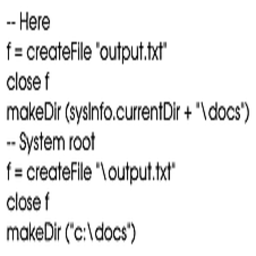 -- Here
f = createFile "output.txt"
close f
makeDir (sysInfo.currentDir + "\docs")
-- System root
f = createFile "\output.txt"
close f
makeDir ("c:\docs")